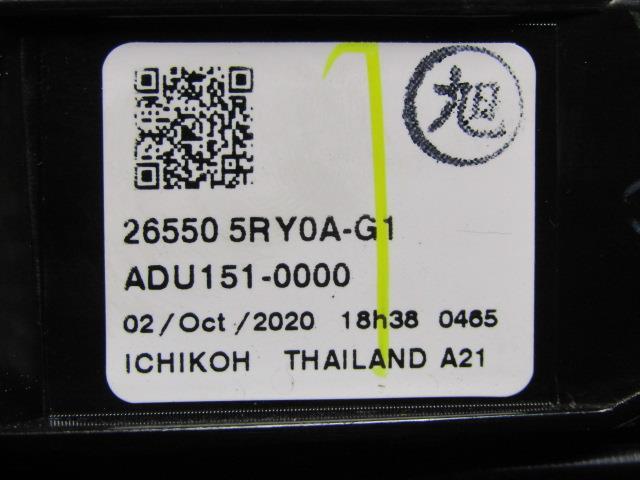 旭
26550 5RY0A-G1
ADU151-0000
02/Oct/2020 18h38 0465
ICHIKOH THAILAND A21